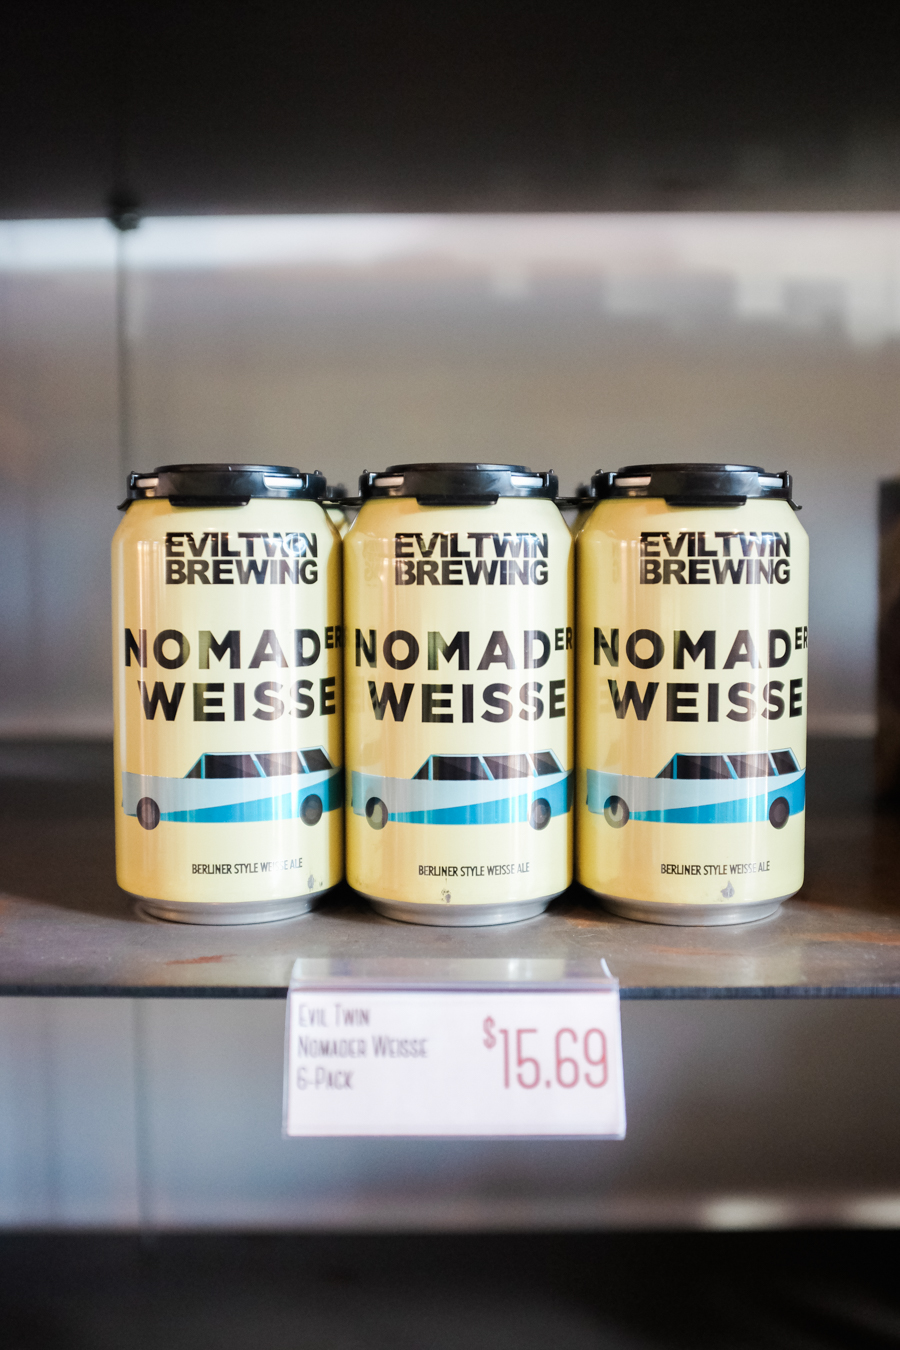 EVILTWIN
BREWING
NOMADER
WEISSE
BERLINER STYLE WEISSE ALE
EVILTWIN
BREWING
NOMADER
WEISSE
BERLINER STYLE WEISSE ALE
EVILTWIN
BREWING
NOMADER
WEISSE
BERLINER STYLE WEISSE ALE
EVIL TWIN
NOMADER WEISSE
6-PACK
$15.69